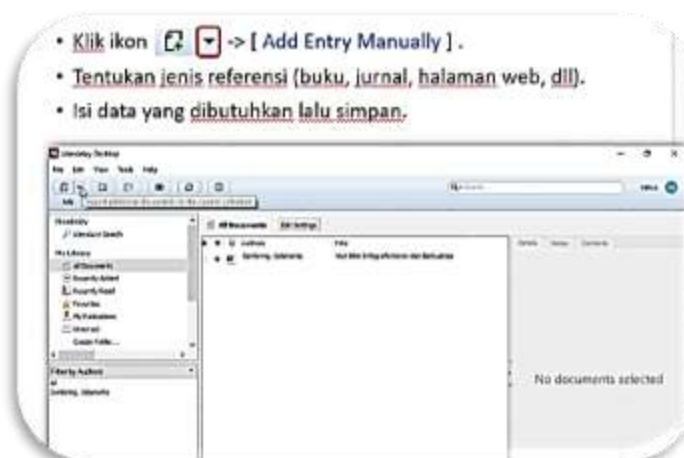 • Klik ikon -> [ Add Entry Manually ] .
• Tentukan jenis referensi (buku, jurnal, halaman web, dll).
• Isi data yang dibutuhkan lalu simpan.
Mendeley Desktop
File Edit View Tools Help
Add
Mendeley
Literature Search
My Library
All Documents
Recently Added
Recently Read
Favorites
My Publications
Unsorted
Create Folder...
Filter by Authors
All
All Documents Edit Settings
Authors Title
Details Notes Contents
No documents selected